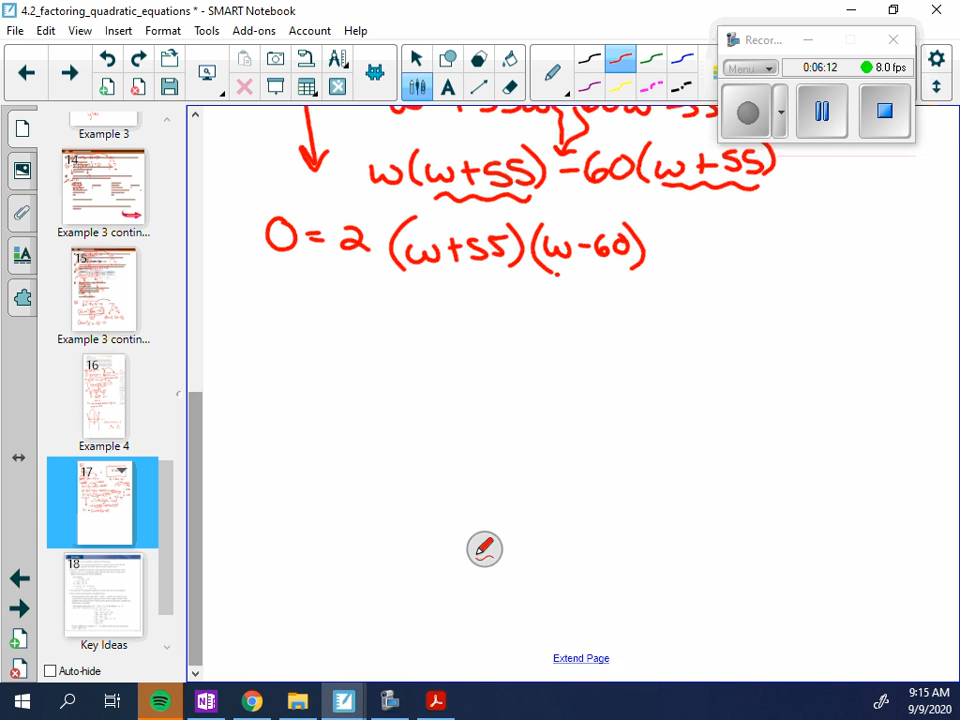 4.2_factoring_quadratic_equations * - SMART Notebook
File Edit View Insert Format Tools Add-ons Account Help
Recor...
Menu
0:06:12
8.0 fps
Example 3
14
Example 3 contin...
15
Example 3 contin...
16
Example 4
17
18
Key Ideas
Auto-hide
w(w+55)-60(w+55)
0=2(w+55)(w-60)
Extend Page
9:15 AM
9/9/2020